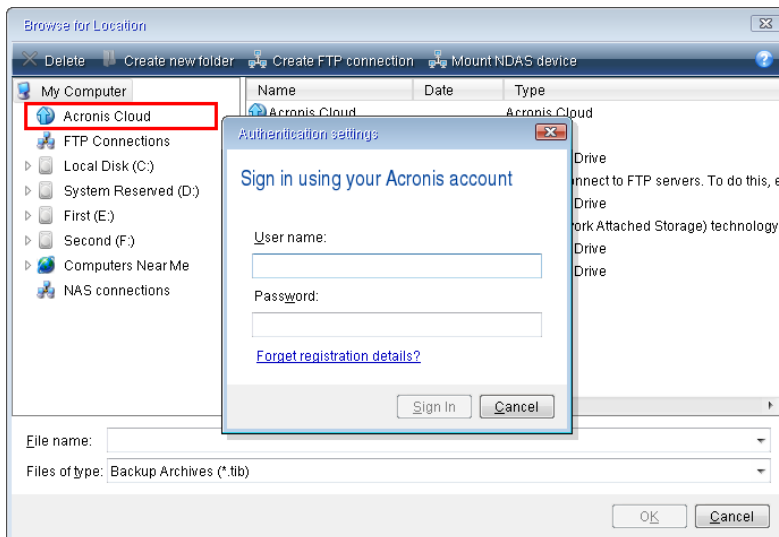 Browse for Location
Delete Create new folder Create FTP connection Mount NDAS device ?
My Computer
Acronis Cloud
FTP Connections
Local Disk (C:)
System Reserved (D:)
First (E:)
Second (F:)
Computers Near Me
NAS connections
Name Date Type
Acronis Cloud Acronis Cloud
Drive
nnect to FTP servers. To do this, e
Drive
ork Attached Storage) technology
Drive
Drive
Authentication settings
Sign in using your Acronis account
User name:
Password:
Forget registration details?
Sign In Cancel
File name:
Files of type: Backup Archives (*.tib)
OK Cancel